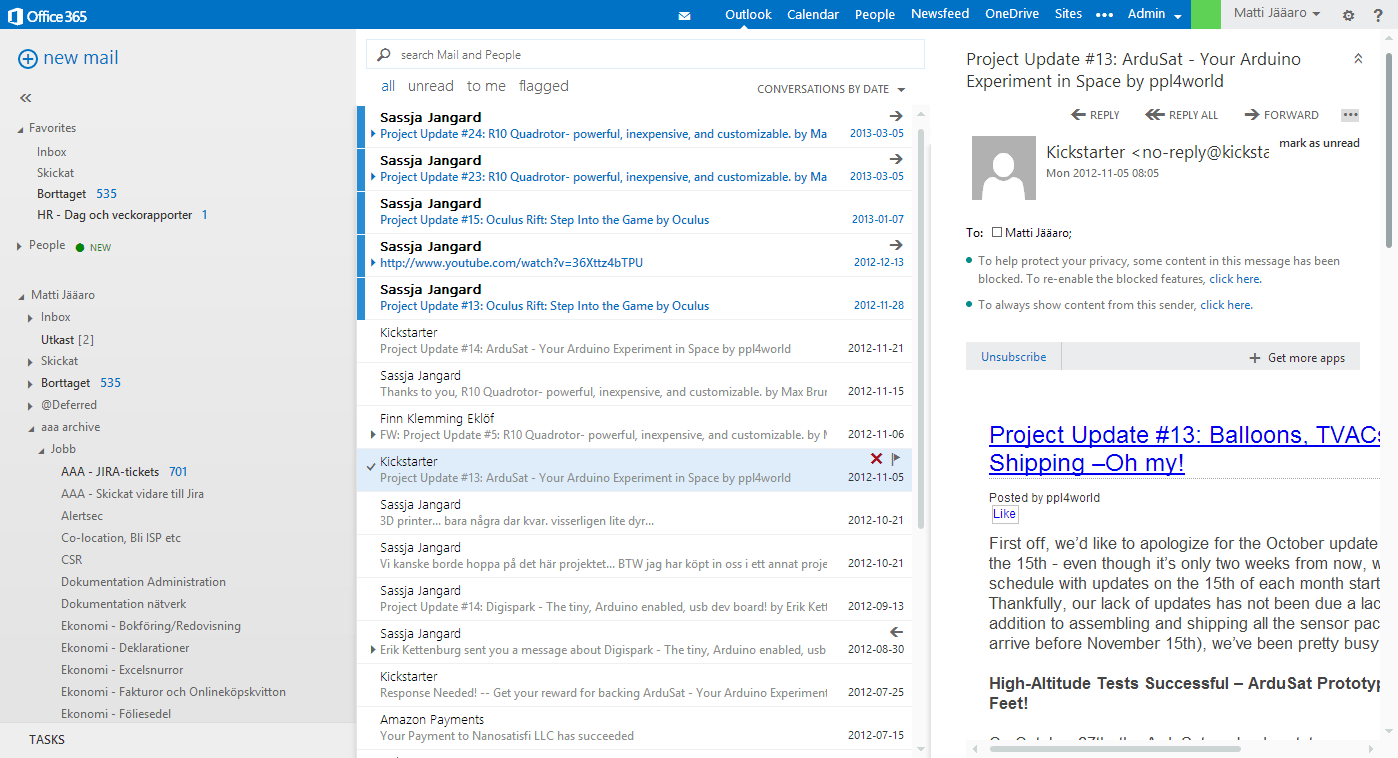 Office 365
Outlook Calendar People Newsfeed OneDrive Sites ••• Admin Matti Jääaro ?
new mail
Favorites
Inbox
Skickat
Borttaget 535
HR - Dag och veckorapporter 1
People NEW
Matti Jääaro
Inbox
Utkast [2]
Skickat
Borttaget 535
@Deferred
aaa archive
Jobb
AAA - JIRA-tickets 701
AAA - Skickat vidare till Jira
Alertsec
Co-location, Bli ISP etc
CSR
Dokumentation Administration
Dokumentation nätverk
Ekonomi - Bokföring/Redovisning
Ekonomi - Deklarationer
Ekonomi - Excelsnurror
Ekonomi - Fakturor och Onlineköpskvitton
Ekonomi - Följesedel
TASKS
search Mail and People
all unread to me flagged
CONVERSATIONS BY DATE
Sassja Jangard
Project Update #24: R10 Quadrotor- powerful, inexpensive, and customizable. by Ma 2013-03-05
Sassja Jangard
Project Update #23: R10 Quadrotor- powerful, inexpensive, and customizable. by Ma 2013-03-05
Sassja Jangard
Project Update #15: Oculus Rift: Step Into the Game by Oculus 2013-01-07
Sassja Jangard
http://www.youtube.com/watch?v=36Xttz4bTPU 2012-12-13
Sassja Jangard
Project Update #13: Oculus Rift: Step Into the Game by Oculus 2012-11-28
Kickstarter
Project Update #14: ArduSat - Your Arduino Experiment in Space by ppl4world 2012-11-21
Sassja Jangard
Thanks to you, R10 Quadrotor- powerful, inexpensive, and customizable. by Max Brur 2012-11-15
Finn Klemming Eklöf
FW: Project Update #5: R10 Quadrotor- powerful, inexpensive, and customizable. by M 2012-11-06
Kickstarter
Project Update #13: ArduSat - Your Arduino Experiment in Space by ppl4world 2012-11-05
Sassja Jangard
3D printer... bara några dar kvar. visserligen lite dyr... 2012-10-21
Sassja Jangard
Vi kanske borde hoppa på det här projektet... BTW jag har köpt in oss i ett annat proje 2012-10-21
Sassja Jangard
Project Update #14: Digispark - The tiny, Arduino enabled, usb dev board! by Erik Kett 2012-09-13
Sassja Jangard
Erik Kettenburg sent you a message about Digispark - The tiny, Arduino enabled, usb 2012-08-30
Kickstarter
Response Needed! -- Get your reward for backing ArduSat - Your Arduino Experiment 2012-07-25
Amazon Payments
Your Payment to Nanosatisfi LLC has succeeded 2012-07-15
Project Update #13: ArduSat - Your Arduino
Experiment in Space by ppl4world
REPLY REPLY ALL FORWARD •••
mark as unread
Kickstarter <no-reply@kicksta
Mon 2012-11-05 08:05
To: Matti Jääaro;
To help protect your privacy, some content in this message has been
blocked. To re-enable the blocked features, click here.
To always show content from this sender, click here.
Unsubscribe Get more apps
Project Update #13: Balloons, TVACs
Shipping –Oh my!
Posted by ppl4world
Like
First off, we'd like to apologize for the October update
the 15th - even though it's only two weeks from now, w
schedule with updates on the 15th of each month start
Thankfully, our lack of updates has not been due a lac
addition to assembling and shipping all the sensor pac
arrive before November 15th), we've been pretty busy
High-Altitude Tests Successful – ArduSat Prototyp
Feet!